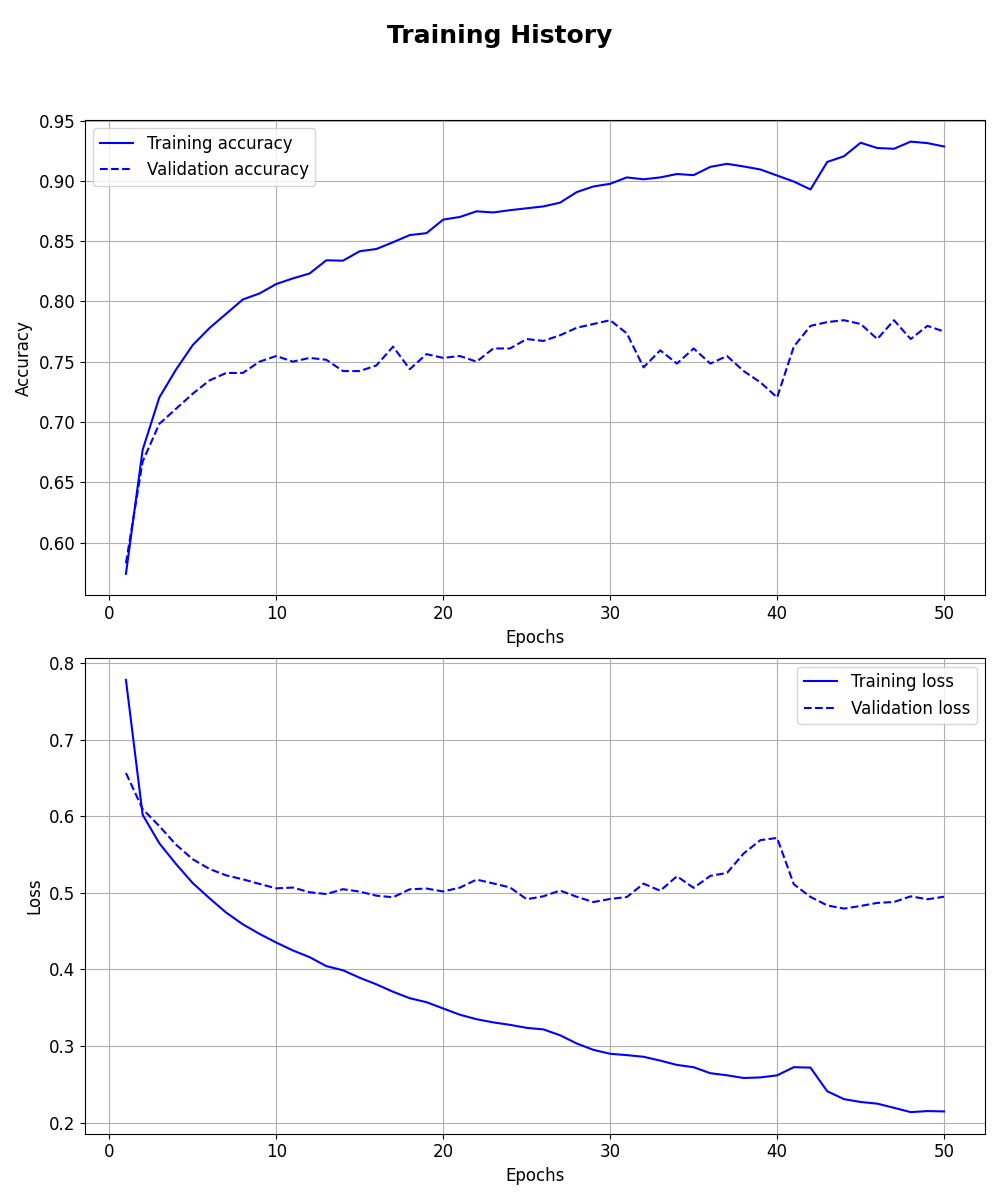 Training History
0.95
0.90
0.85
0.80
0.75
0.70
0.65
0.60
Accuracy
Training accuracy
Validation accuracy
0 10 20 30 40 50
Epochs
0.8
0.7
0.6
0.5
0.4
0.3
0.2
Loss
Training loss
Validation loss
0 10 20 30 40 50
Epochs